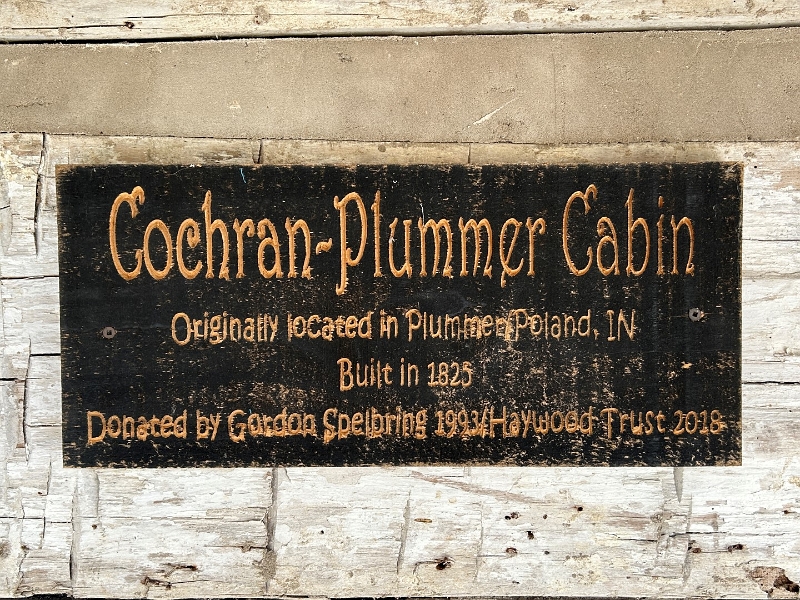 Cochran-Plummer Cabin
Originally located in Plummer/Poland, IN
Built in 1825
Donated by Gordon Spelbring 1993/Haywood Trust 2018